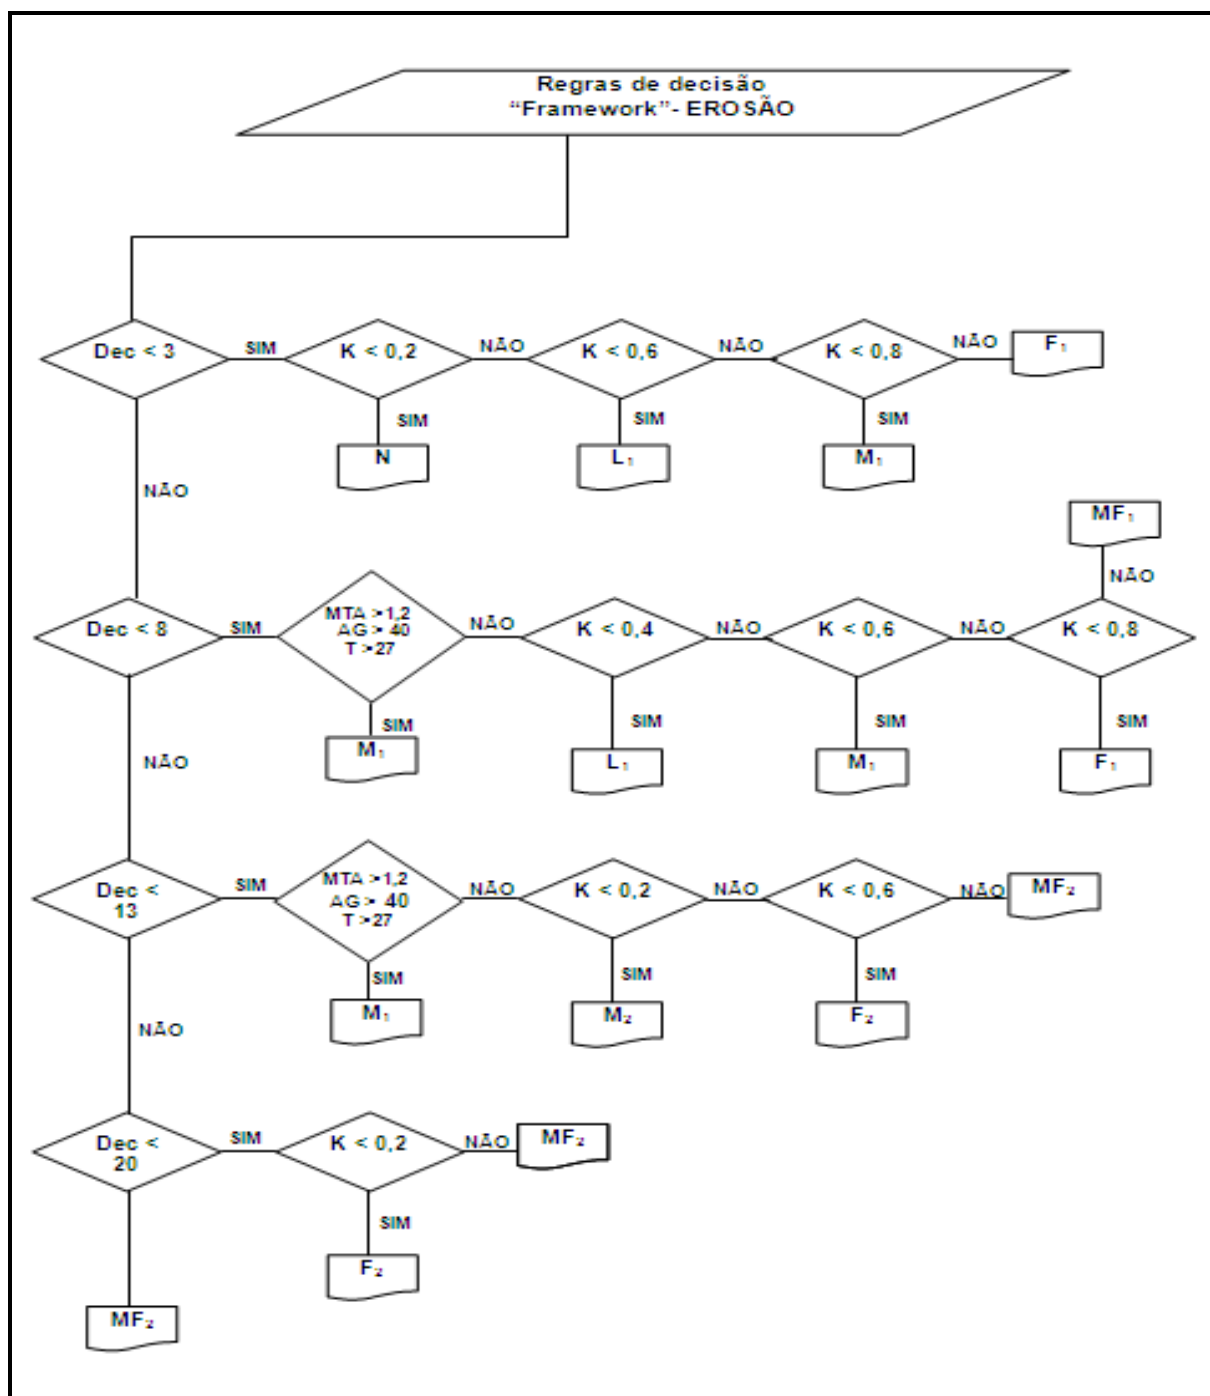 Regras de decisão
“Framework”- EROSÃO
Dec < 3
SIM
K < 0,2
NÃO
K < 0,6
NÃO
K < 0,8
NÃO
F₁
SIM
SIM
SIM
N
L₁
M₁
NÃO
MF₁
NÃO
Dec < 8
SIM
MTA >1,2
AG > 40
T >27
NÃO
K < 0,4
NÃO
K < 0,6
NÃO
K < 0,8
SIM
SIM
SIM
SIM
M₁
L₁
M₁
F₁
NÃO
Dec <
13
SIM
MTA >1,2
AG > 40
T >27
NÃO
K < 0,2
NÃO
K < 0,6
NÃO
MF₂
SIM
SIM
SIM
M₁
M₂
F₂
NÃO
Dec <
20
SIM
K < 0,2
NÃO
MF₂
SIM
F₂
MF₂